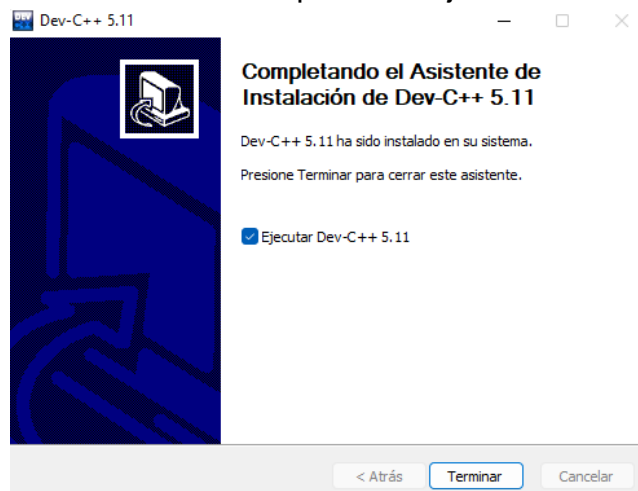 Dev-C++ 5.11
Completando el Asistente de
Instalación de Dev-C++ 5.11
Dev-C++ 5.11 ha sido instalado en su sistema.
Presione Terminar para cerrar este asistente.
Ejecutar Dev-C++ 5.11
< Atrás Terminar Cancelar